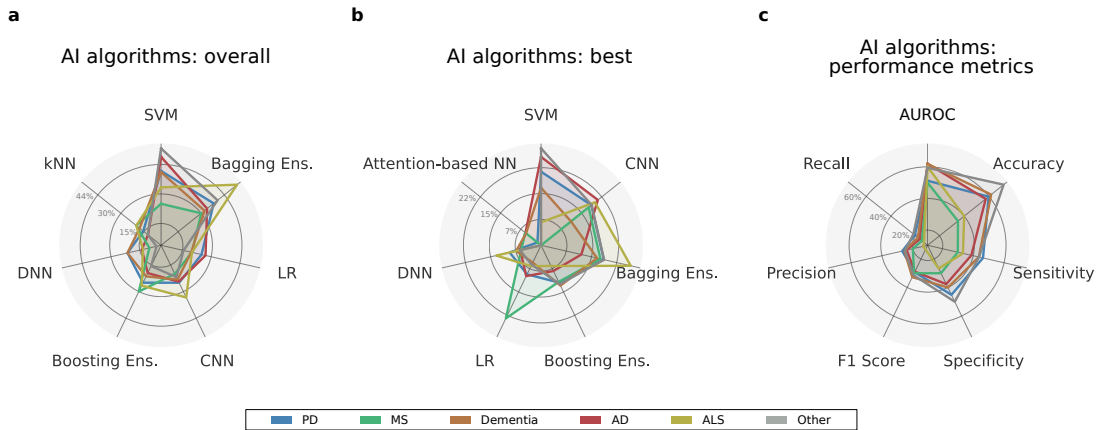 a
AI algorithms: overall
SVM
kNN
Bagging Ens.
44%
30%
15%
DNN
LR
Boosting Ens.
CNN
b
AI algorithms: best
SVM
Attention-based NN
CNN
22%
15%
7%
DNN
Bagging Ens.
LR
Boosting Ens.
c
AI algorithms:
performance metrics
AUROC
Recall
Accuracy
60%
40%
20%
Precision
Sensitivity
F1 Score
Specificity
PD
MS
Dementia
AD
ALS
Other